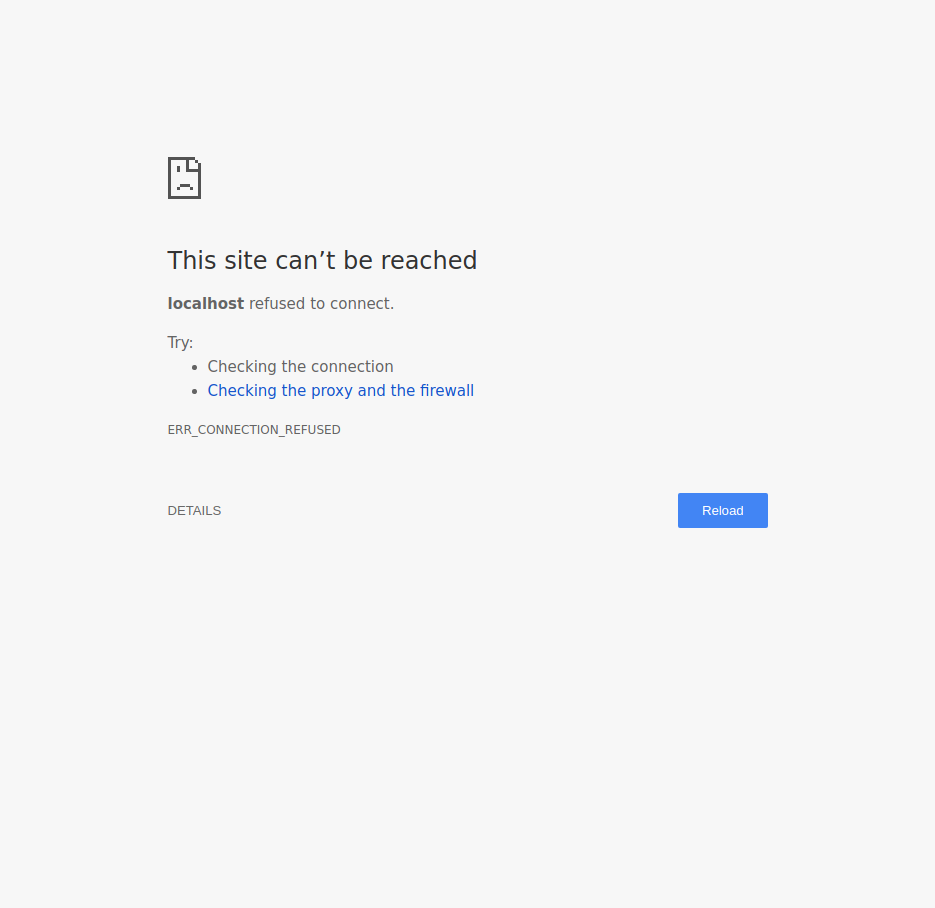 This site can’t be reached
localhost refused to connect.
Try:
Checking the connection
Checking the proxy and the firewall
ERR_CONNECTION_REFUSED
DETAILS
Reload